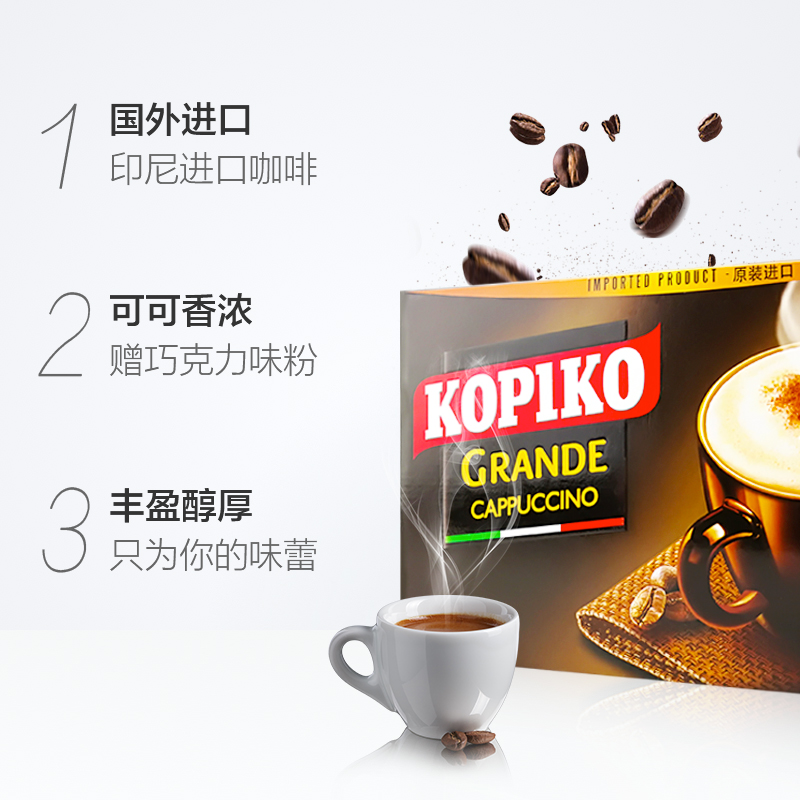 1
国外进口
印尼进口咖啡
2
可可香浓
赠巧克力味粉
3
丰盈醇厚
只为你的味蕾
IMPORTED PRODUCT · 原装进口
KOPIKO
GRANDE
CAPPUCCINO